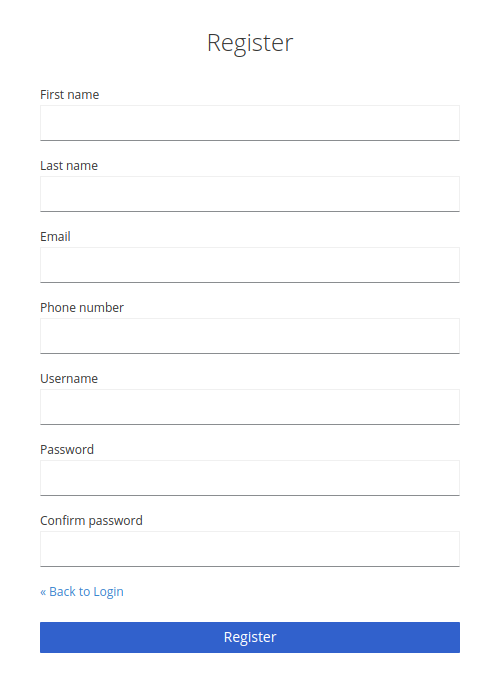 Register
First name
Last name
Email
Phone number
Username
Password
Confirm password
« Back to Login
Register